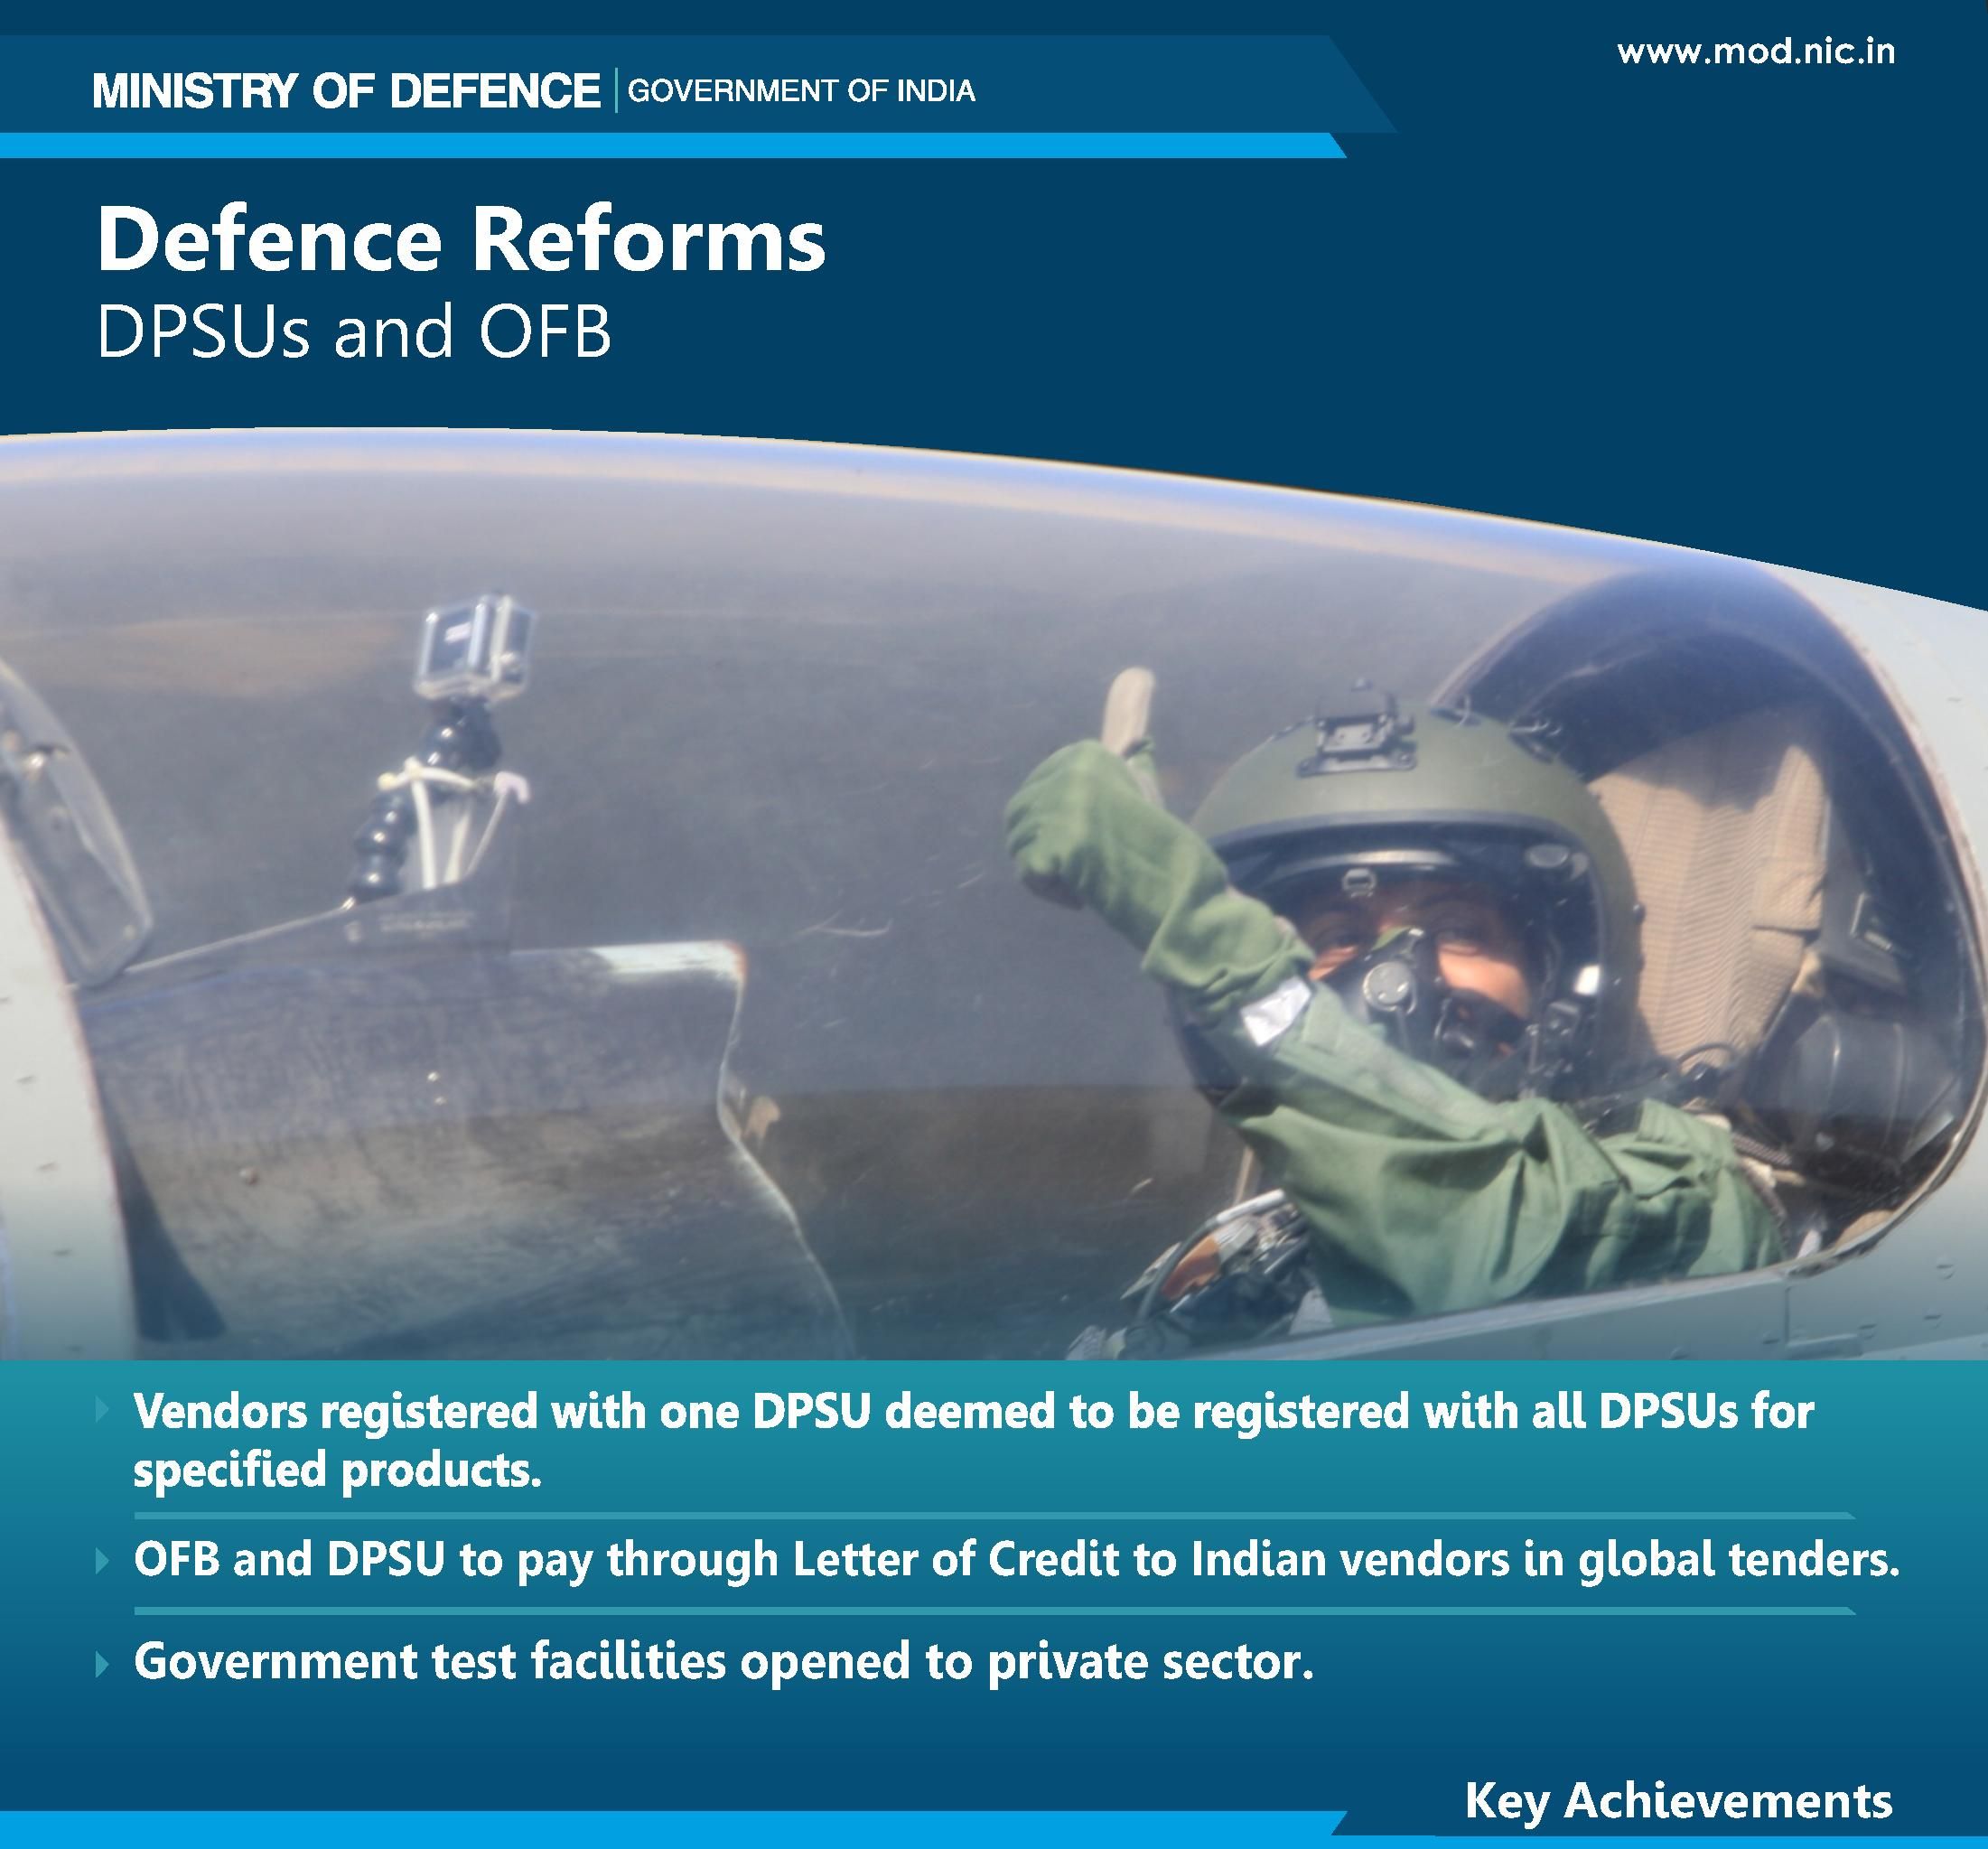 www.mod.nic.in
MINISTRY OF DEFENCE | GOVERNMENT OF INDIA
Defence Reforms
DPSUs and OFB
Vendors registered with one DPSU deemed to be registered with all DPSUs for
specified products.
OFB and DPSU to pay through Letter of Credit to Indian vendors in global tenders.
Government test facilities opened to private sector.
Key Achievements